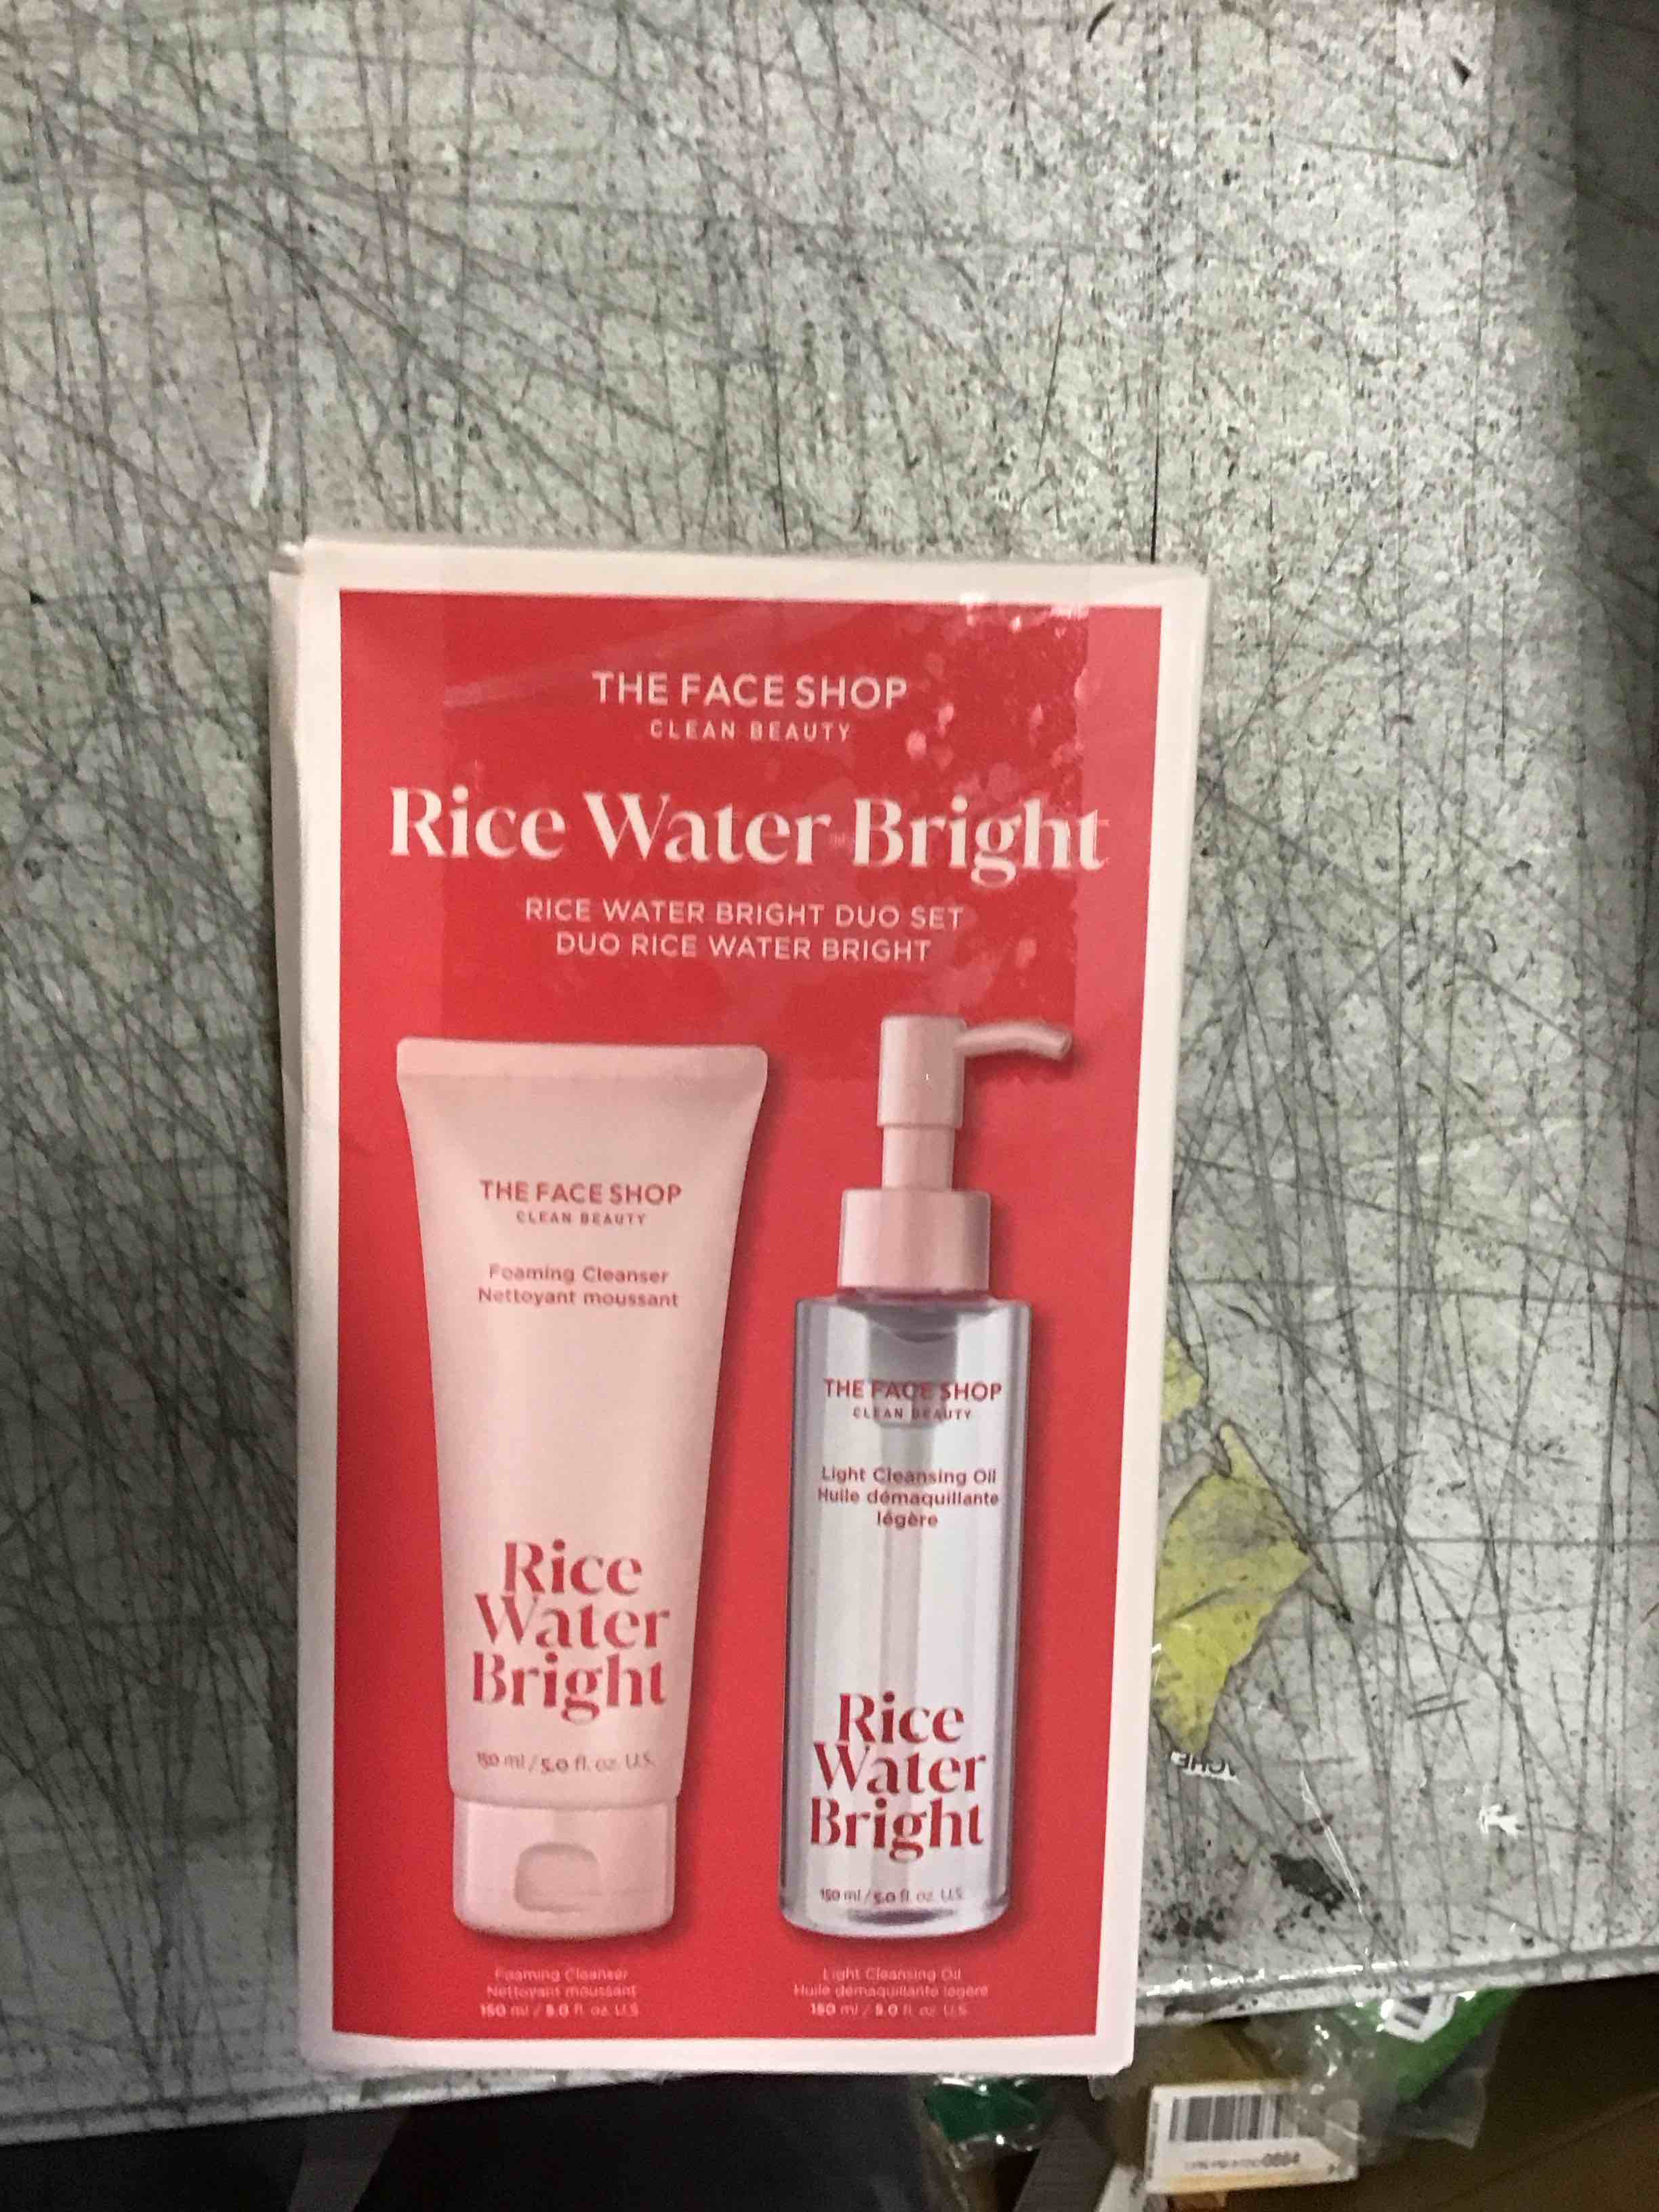 THE FACE SHOP
CLEAN BEAUTY
Rice Water Bright
RICE WATER BRIGHT DUO SET
DUO RICE WATER BRIGHT
THE FACE SHOP
CLEAN BEAUTY
Foaming Cleanser
Nettoyant moussant
Rice
Water
Bright
150 ml / 5.0 fl. oz. U.S.
THE FACE SHOP
CLEAN BEAUTY
Light Cleansing Oil
Huile démaquillante
légère
Rice
Water
Bright
150 ml / 5.0 fl. oz. U.S.
Foaming Cleanser
Nettoyant moussant
150 ml / 5.0 fl. oz. U.S.
Light Cleansing Oil
Huile démaquillante légère
150 ml / 5.0 fl. oz. U.S.
0004